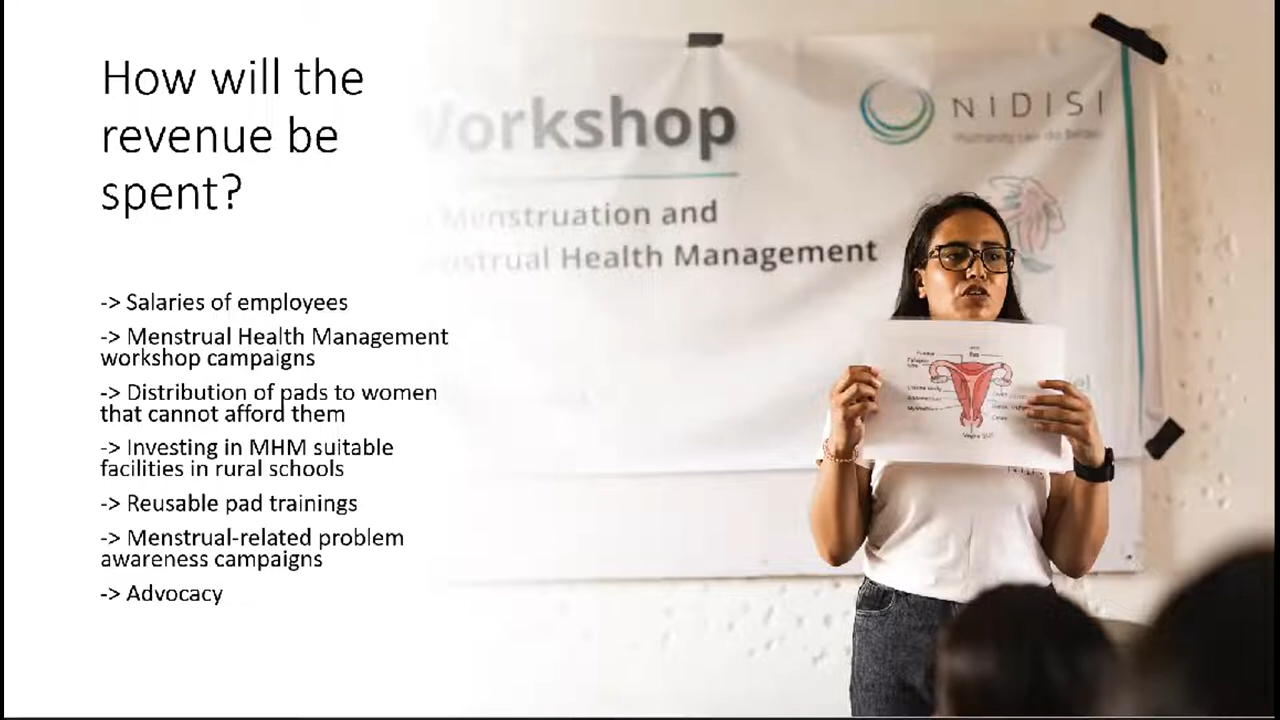 How will the
revenue be
spent?
-> Salaries of employees
-> Menstrual Health Management
workshop campaigns
-> Distribution of pads to women
that cannot afford them
-> Investing in MHM suitable
facilities in rural schools
-> Reusable pad trainings
-> Menstrual-related problem
awareness campaigns
-> Advocacy
Workshop
Menstruation and
Menstrual Health Management
NIDISI